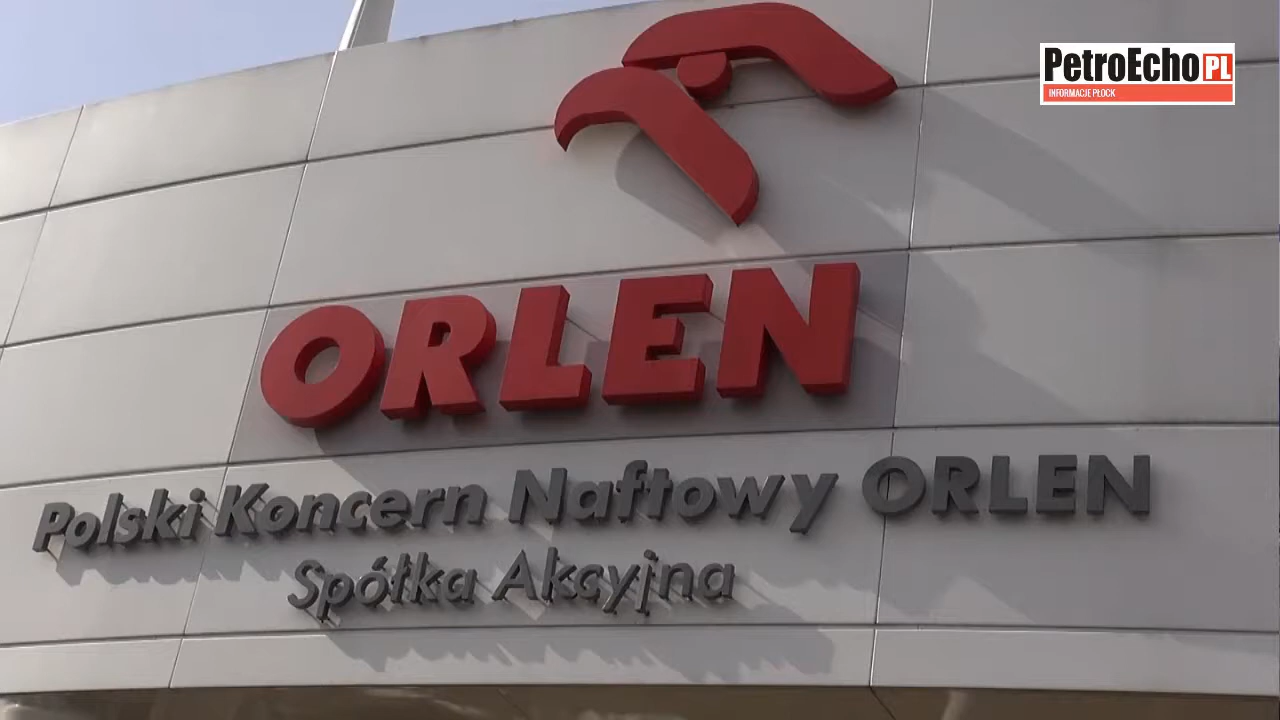 PetroEcho PL
INFORMACJE PŁOCK
ORLEN
Polski Koncern Naftowy ORLEN
Spółka Akcyjna